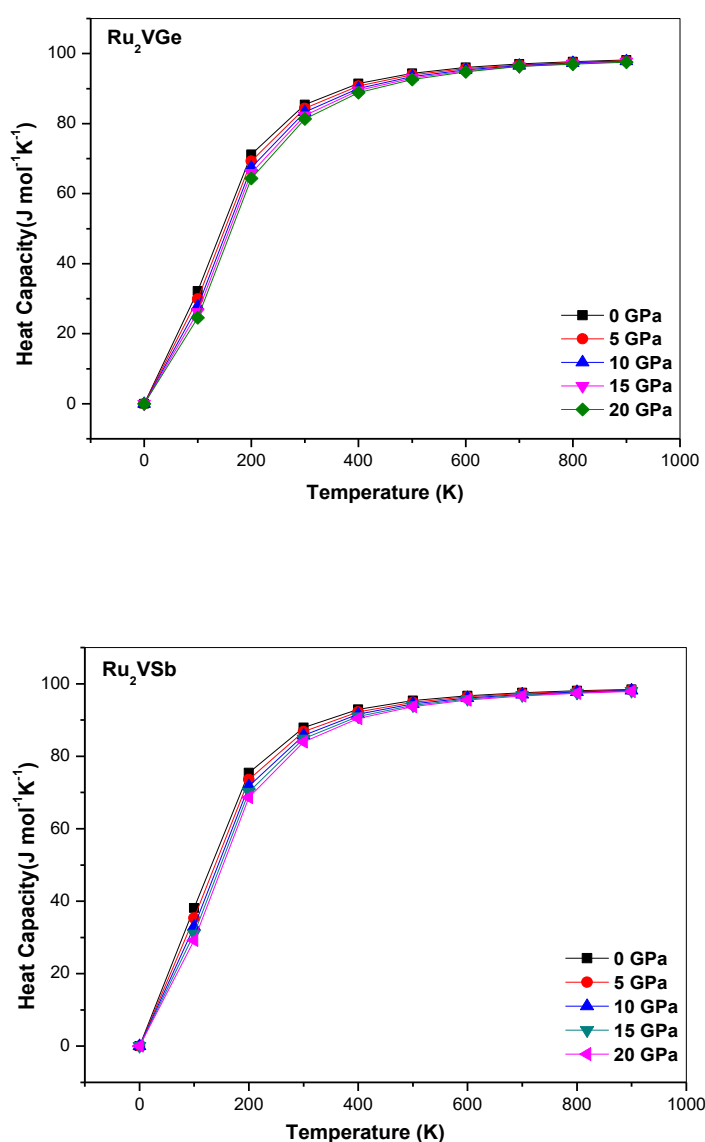 Ru₂VGe
100
80
60
40
20
0
Heat Capacity(J mol⁻¹K⁻¹)
0 GPa
5 GPa
10 GPa
15 GPa
20 GPa
0 200 400 600 800 1000
Temperature (K)
Ru₂VSb
100
80
60
40
20
0
Heat Capacity(J mol⁻¹K⁻¹)
0 GPa
5 GPa
10 GPa
15 GPa
20 GPa
0 200 400 600 800 1000
Temperature (K)